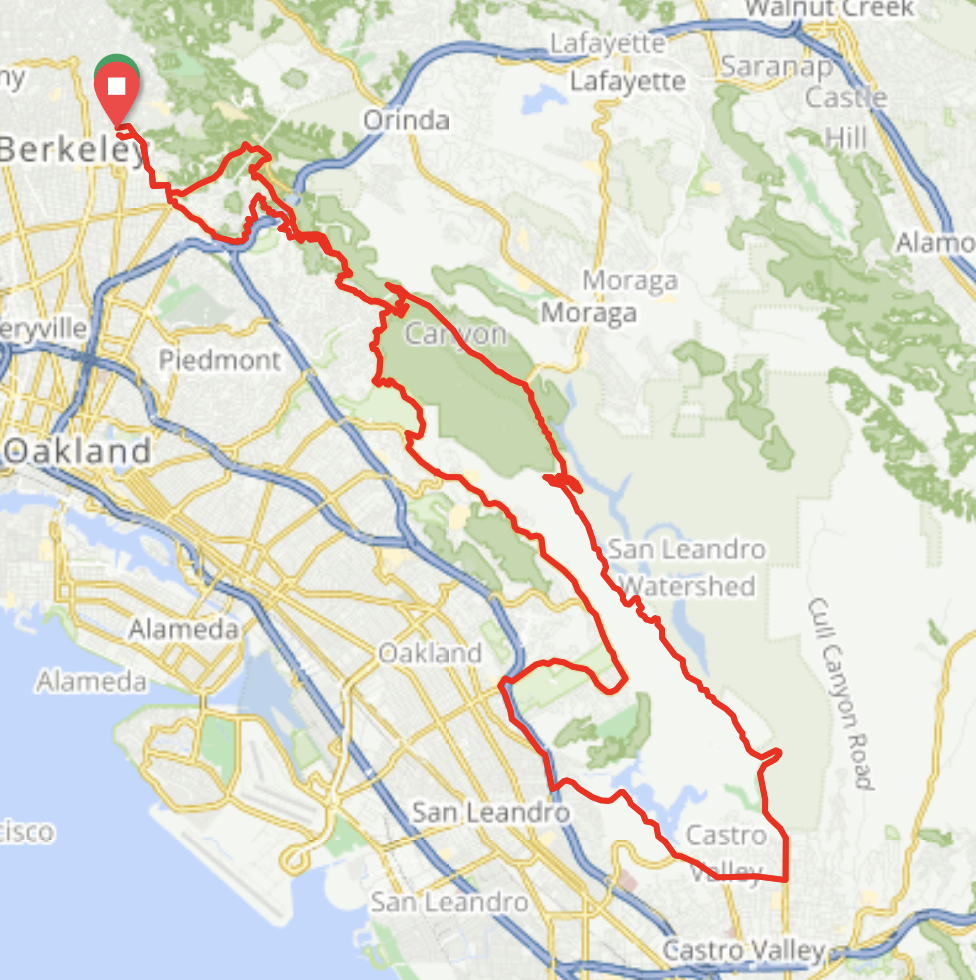 Walnut Creek
Lafayette
Lafayette
Saranap
Castle
Hill
ny
Orinda
Berkeley
Alamo
Moraga
Moraga
eryville
Canyon
Piedmont
Oakland
San Leandro
Watershed
Cull Canyon Road
Alameda
Oakland
Alameda
San Leandro
cisco
Castro
Valley
San Leandro
Castro Valley